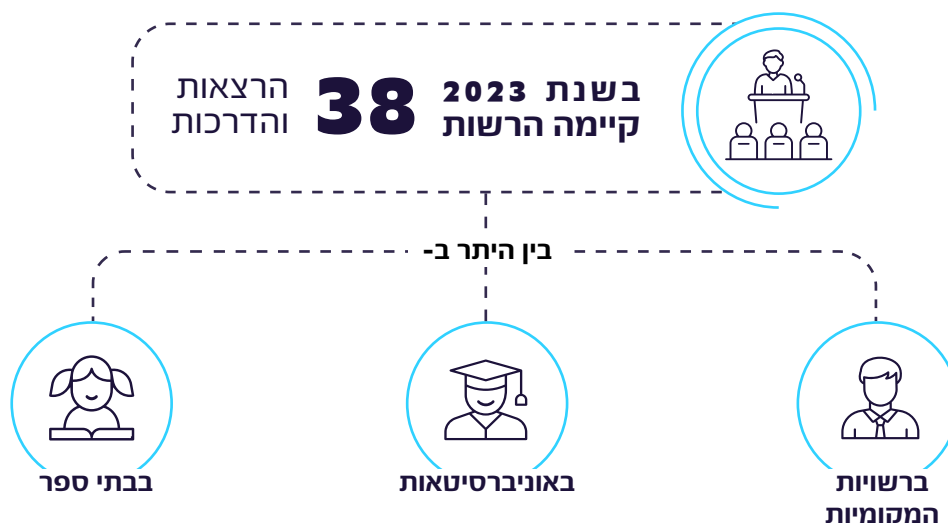 בשנת 2023
קיימה הרשות
38
הרצאות
והדרכות
בין היתר ב-
ברשויות
המקומיות
באוניברסיטאות
בבתי ספר